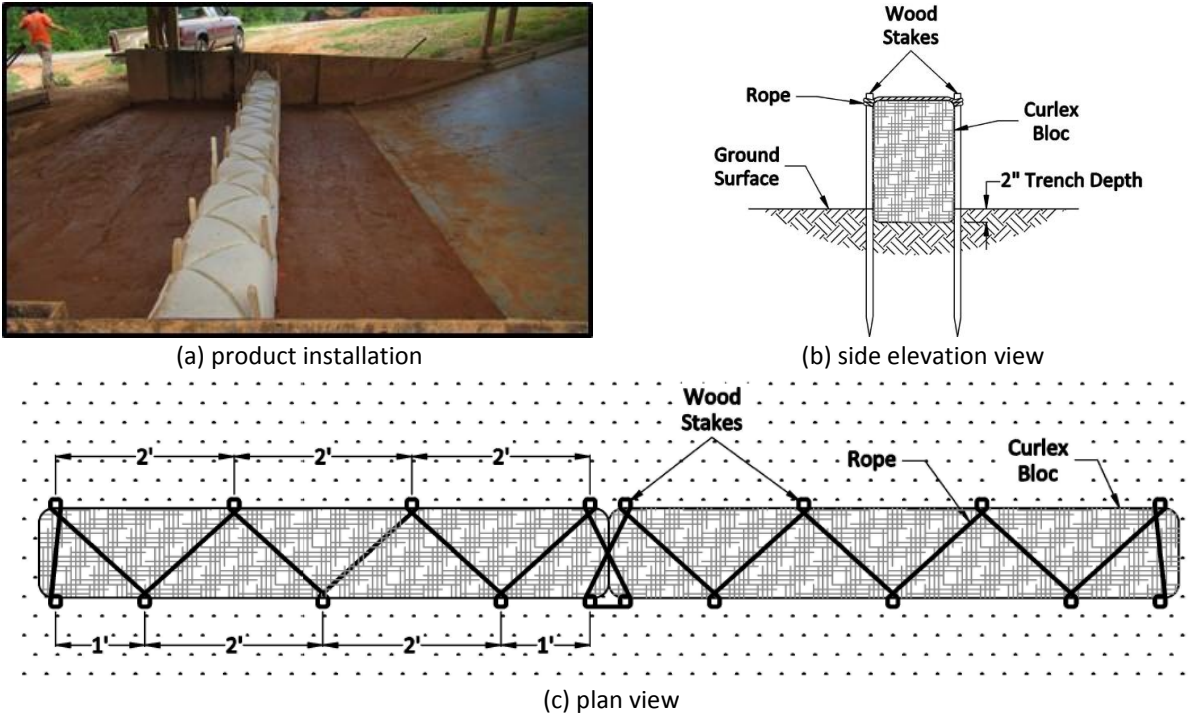 Wood
Stakes
Rope
Curlex
Bloc
Ground
Surface
2" Trench Depth
(a) product installation
(b) side elevation view
Wood
Stakes
2'
2'
2'
Rope
Curlex
Bloc
1'
2'
2'
1'
(c) plan view